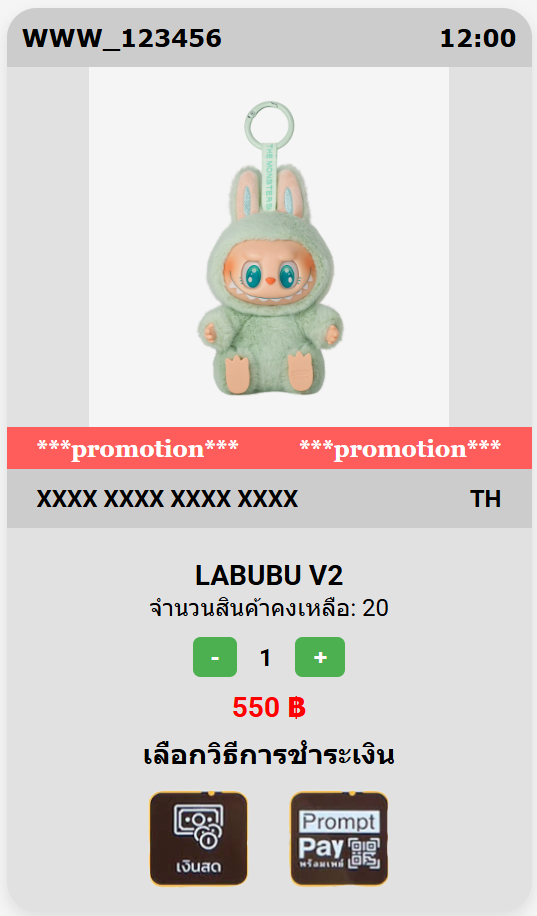 WWW_123456 12:00
THE MONSTERS
***promotion*** ***promotion***
XXXX XXXX XXXX XXXX TH
LABUBU V2
จำนวนสินค้าคงเหลือ: 20
- 1 +
550 ฿
เลือกวิธีการชำระเงิน
เงินสด
Prompt
Pay
พร้อมเพย์